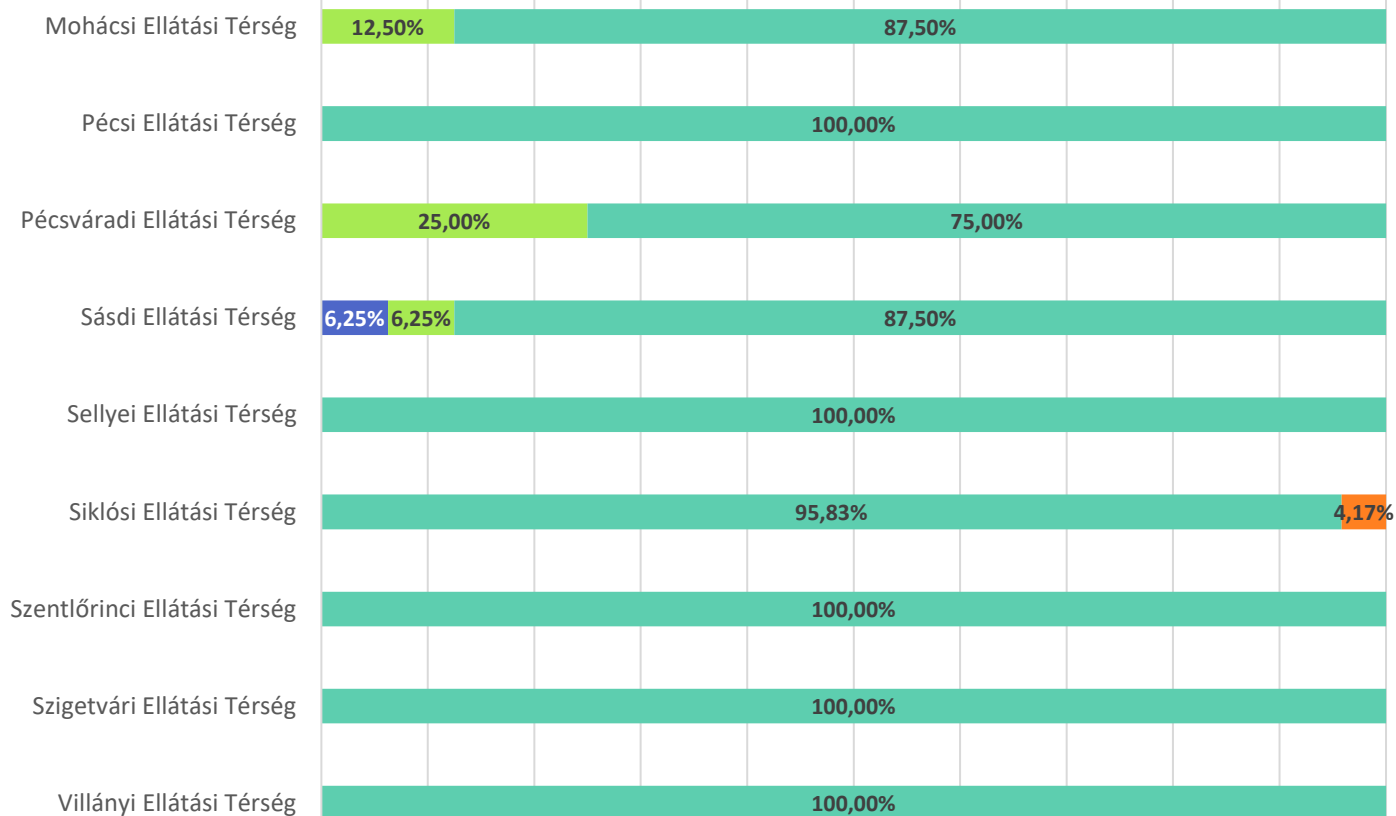 Mohácsi Ellátási Térség 12,50% 87,50%
Pécsi Ellátási Térség 100,00%
Pécsváradi Ellátási Térség 25,00% 75,00%
Sásdi Ellátási Térség 6,25% 6,25% 87,50%
Sellyei Ellátási Térség 100,00%
Siklósi Ellátási Térség 95,83% 4,17%
Szentlőrinci Ellátási Térség 100,00%
Szigetvári Ellátási Térség 100,00%
Villányi Ellátási Térség 100,00%